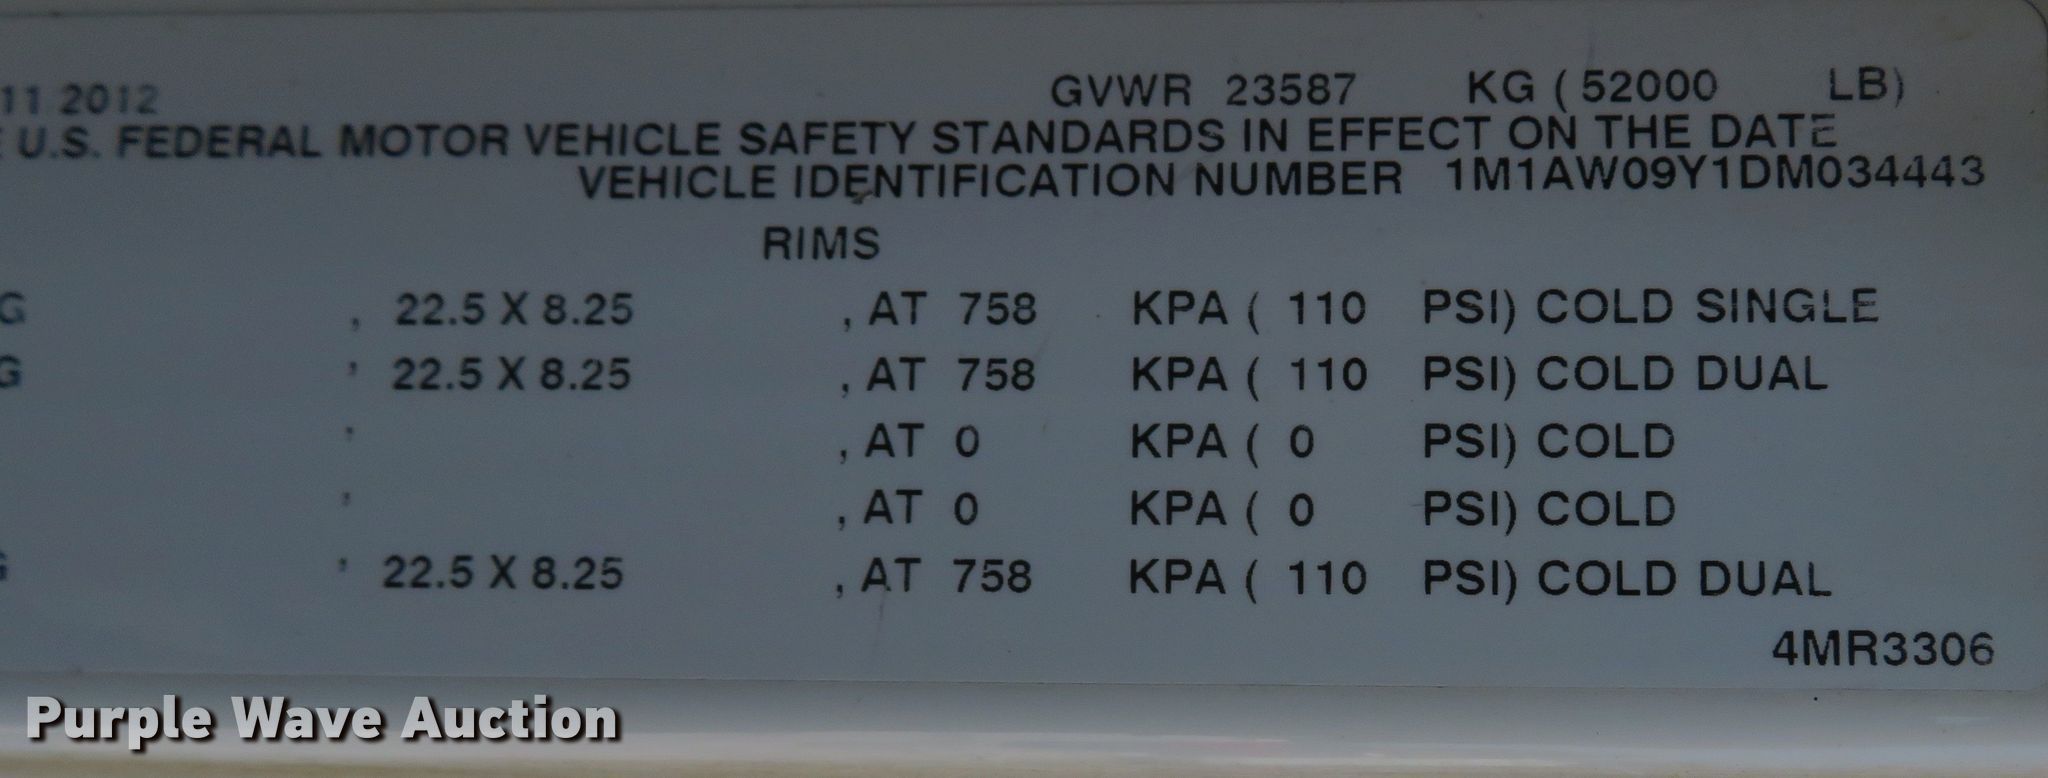 11 2012 GVWR 23587 KG ( 52000 LB)
E U.S. FEDERAL MOTOR VEHICLE SAFETY STANDARDS IN EFFECT ON THE DATE
VEHICLE IDENTIFICATION NUMBER 1M1AW09Y1DM034443
RIMS
G , 22.5 X 8.25 , AT 758 KPA ( 110 PSI) COLD SINGLE
G , 22.5 X 8.25 , AT 758 KPA ( 110 PSI) COLD DUAL
, , AT 0 KPA ( 0 PSI) COLD
, , AT 0 KPA ( 0 PSI) COLD
G , 22.5 X 8.25 , AT 758 KPA ( 110 PSI) COLD DUAL
4MR3306
Purple Wave Auction